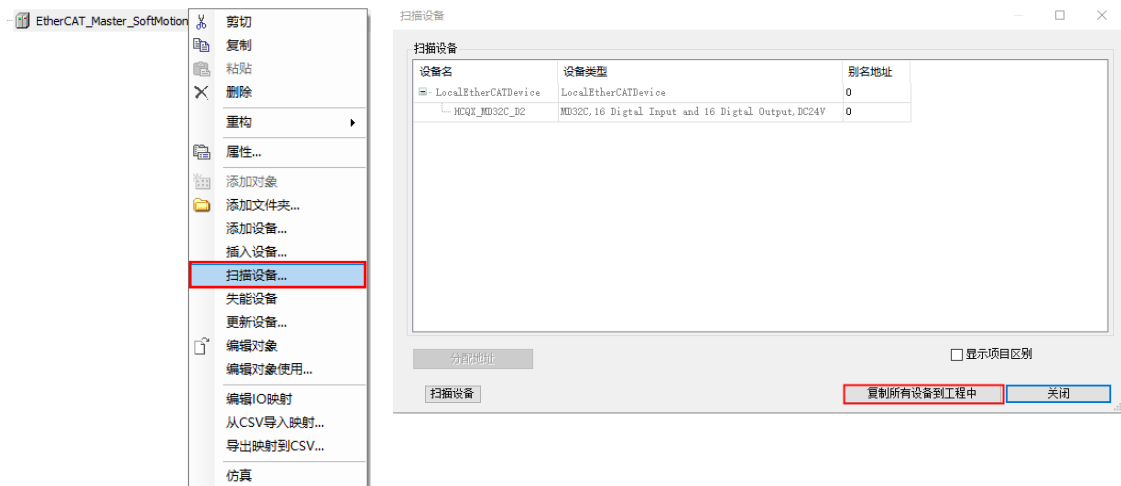 EtherCAT_Master_SoftMotion
剪切
复制
粘贴
删除
重构
属性...
添加对象
添加文件夹...
添加设备...
插入设备...
扫描设备...
失能设备
更新设备...
编辑对象
编辑对象使用...
编辑IO映射
从CSV导入映射...
导出映射到CSV...
仿真
扫描设备
扫描设备
设备名 设备类型 别名地址
LocalEtherCATDevice LocalEtherCATDevice 0
HCQX_MD32C_D2 MD32C,16 Digtal Input and 16 Digtal Output,DC24V 0
分配地址 显示项目区别
扫描设备 复制所有设备到工程中 关闭